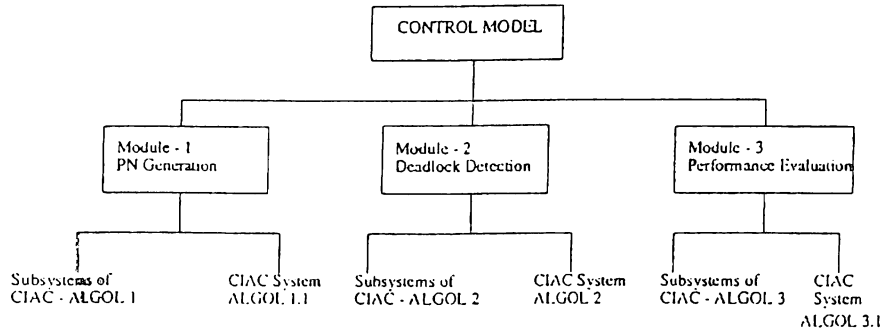 CONTROL MODEL
Module - 1
PN Generation
Module - 2
Deadlock Detection
Module - 3
Performance Evaluation
Subsystems of
CIAC - ALGOL 1
CIAC System
ALGOL 1.1
Subsystems of
CIAC - ALGOL 2
CIAC System
ALGOL 2
Subsystems of
CIAC - ALGOL 3
CIAC
System
ALGOL 3.1